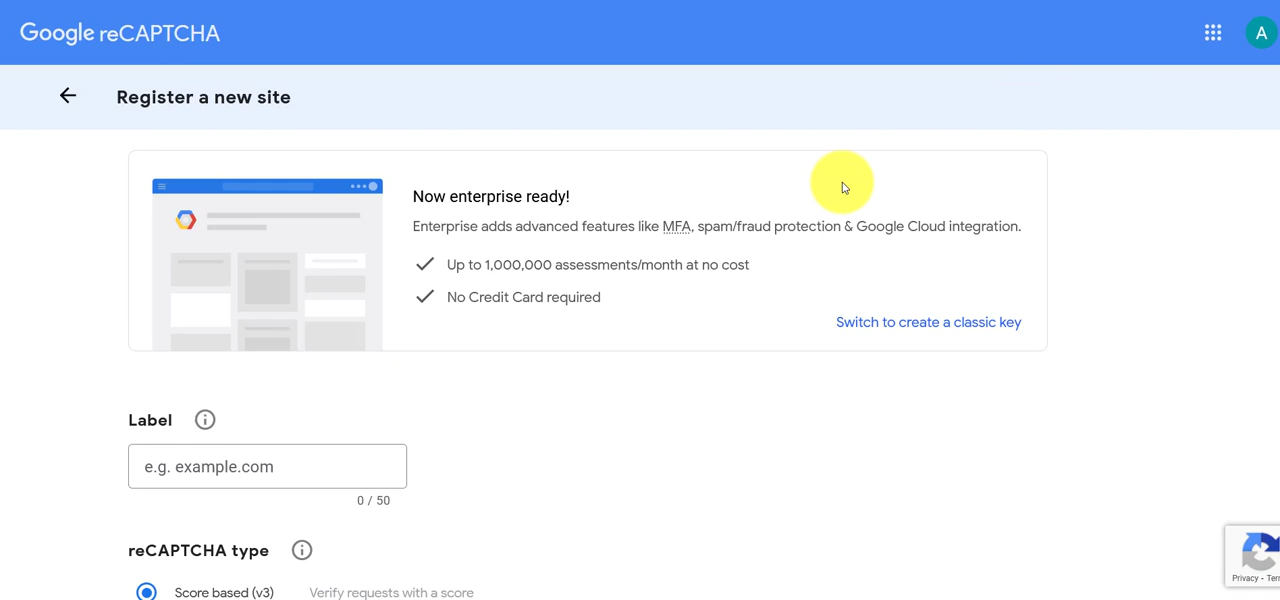 Google reCAPTCHA
A
Register a new site
Now enterprise ready!
Enterprise adds advanced features like MFA, spam/fraud protection & Google Cloud integration.
Up to 1,000,000 assessments/month at no cost
No Credit Card required
Switch to create a classic key
Label
e.g. example.com
0 / 50
reCAPTCHA type
Score based (v3) Verify requests with a score
Privacy - Ter